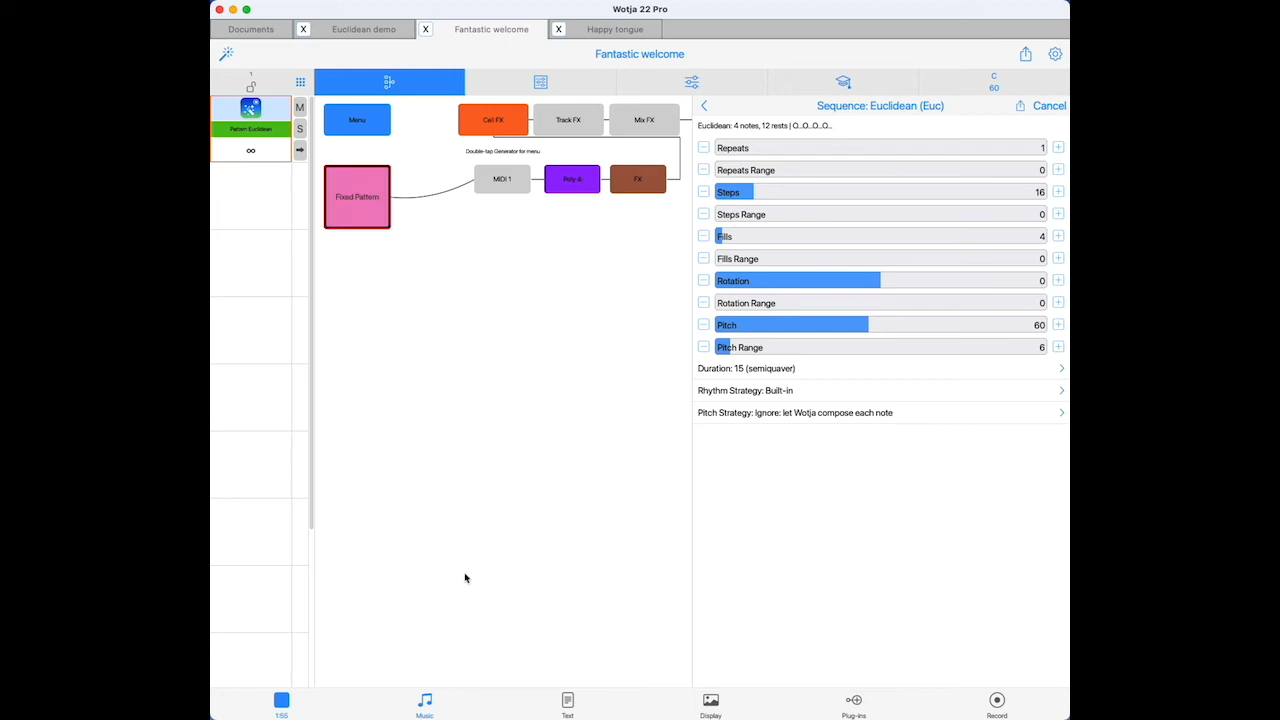 Wotja 22 Pro
Documents
X
Euclidean demo
X
Fantastic welcome
X
Happy tongue
Fantastic welcome
1
C
60
M
Pattern Euclidean
S
∞
Menu
Cell FX
Track FX
Mix FX
Double-tap Generator for menu
Fixed Pattern
MIDI 1
Poly 4-
FX
Sequence: Euclidean (Euc)
Cancel
Euclidean: 4 notes, 12 rests | O...O...O...O...
Repeats 1
Repeats Range 0
Steps 16
Steps Range 0
Fills 4
Fills Range 0
Rotation 0
Rotation Range 0
Pitch 60
Pitch Range 6
Duration: 15 (semiquaver)
Rhythm Strategy: Built-in
Pitch Strategy: Ignore: let Wotja compose each note
1:55
Music
Text
Display
Plug-ins
Record